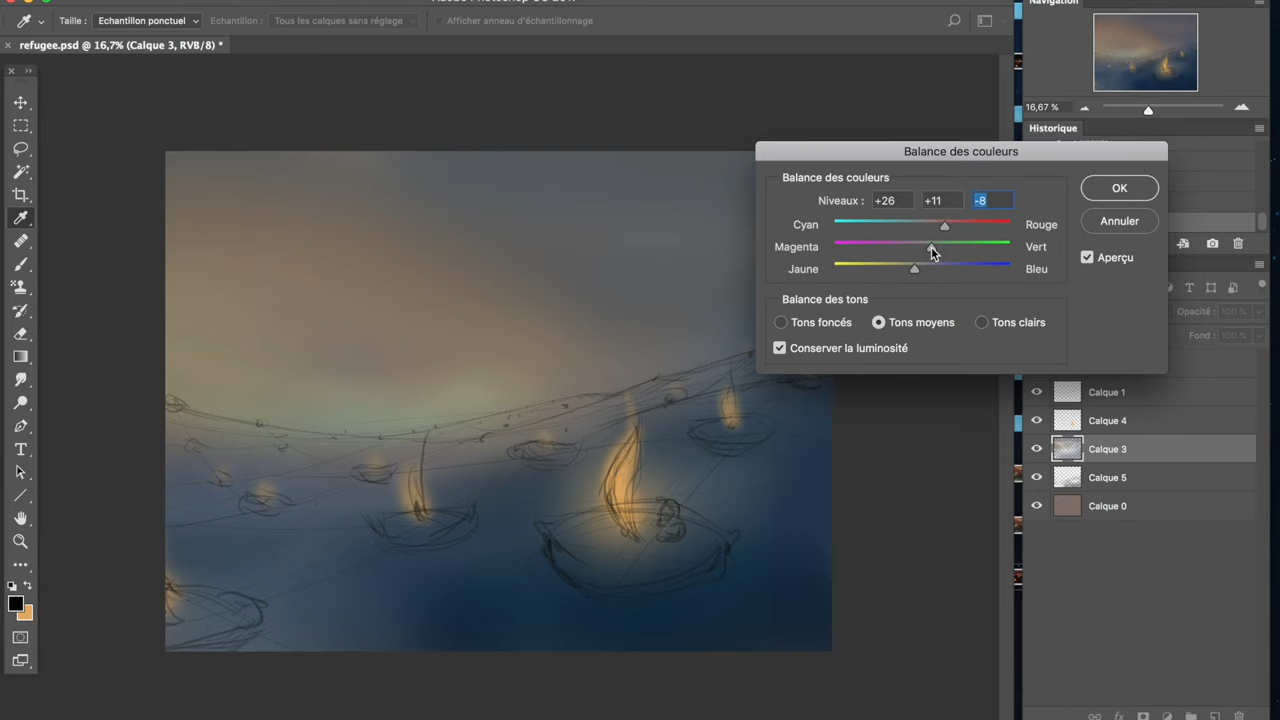 Navigation
Taille : Echantillon ponctuel Echantillon : Tous les calques sans réglage Afficher anneau d'échantillonnage
refugee.psd @ 16,7% (Calque 3, RVB/8) *
16,67 %
Historique
Balance des couleurs
Balance des couleurs
Niveaux : +26 +11 -8
OK
Cyan Rouge
Annuler
Magenta Vert
Aperçu
Jaune Bleu
Balance des tons
Tons foncés Tons moyens Tons clairs
Conserver la luminosité
Opacité : 100 %
Fond : 100 %
Calque 1
Calque 4
Calque 3
Calque 5
Calque 0